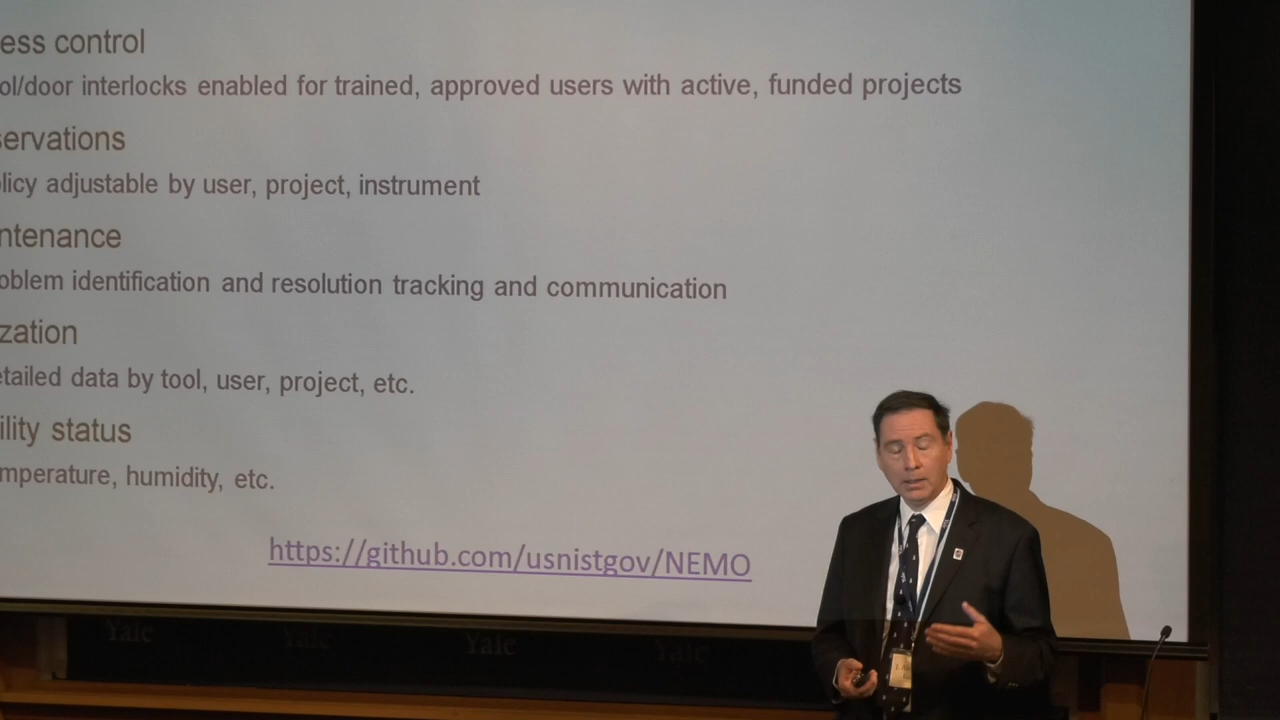 ess control
ol/door interlocks enabled for trained, approved users with active, funded projects
servations
licy adjustable by user, project, instrument
ntenance
oblem identification and resolution tracking and communication
zation
etailed data by tool, user, project, etc.
ility status
mperature, humidity, etc.
https://github.com/usnistgov/NEMO
Yale Yale Yale Yale